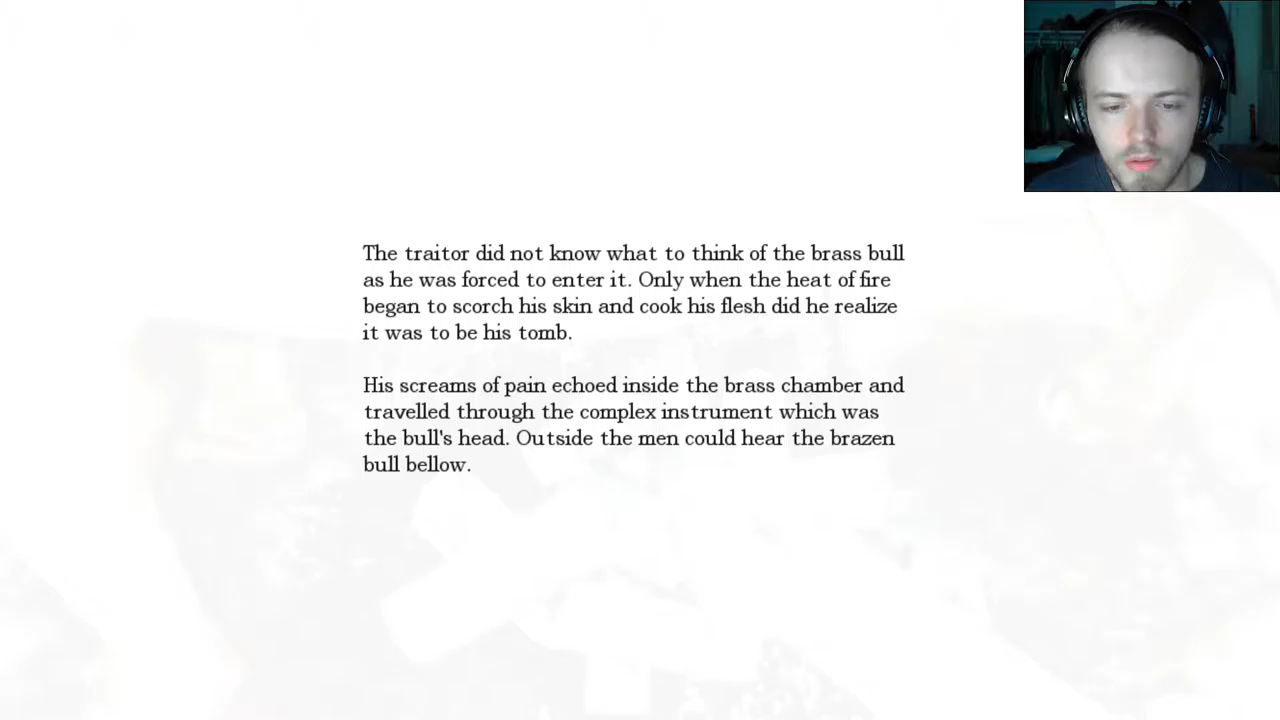 The traitor did not know what to think of the brass bull
as he was forced to enter it. Only when the heat of fire
began to scorch his skin and cook his flesh did he realize
it was to be his tomb.
His screams of pain echoed inside the brass chamber and
travelled through the complex instrument which was
the bull's head. Outside the men could hear the brazen
bull bellow.